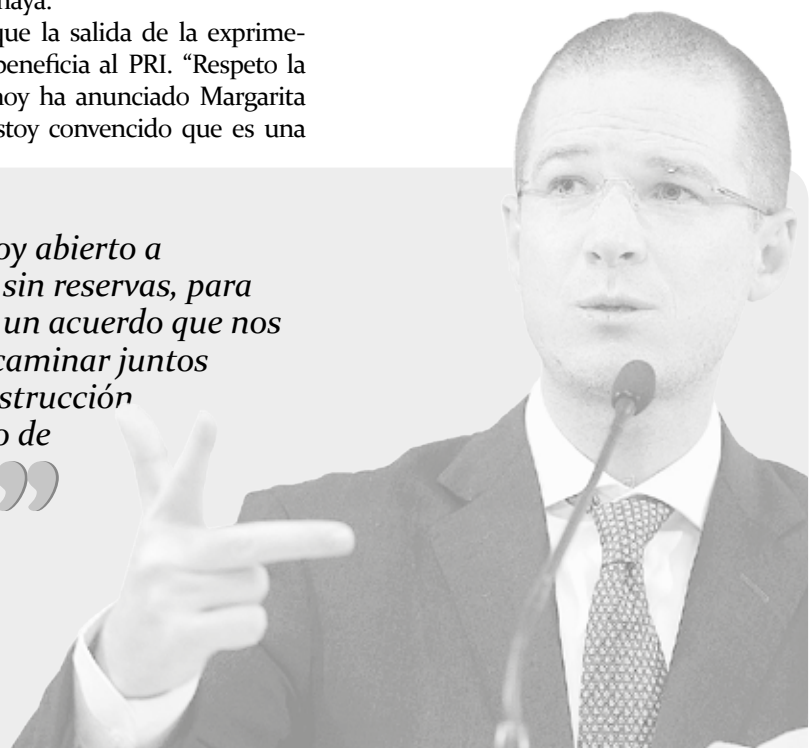 que la salida de la exprime-
beneficia al PRI. “Respeto la
hoy ha anunciado Margarita
stoy convencido que es una
oy abierto a
sin reservas, para
un acuerdo que nos
caminar juntos
strucción
o de
”